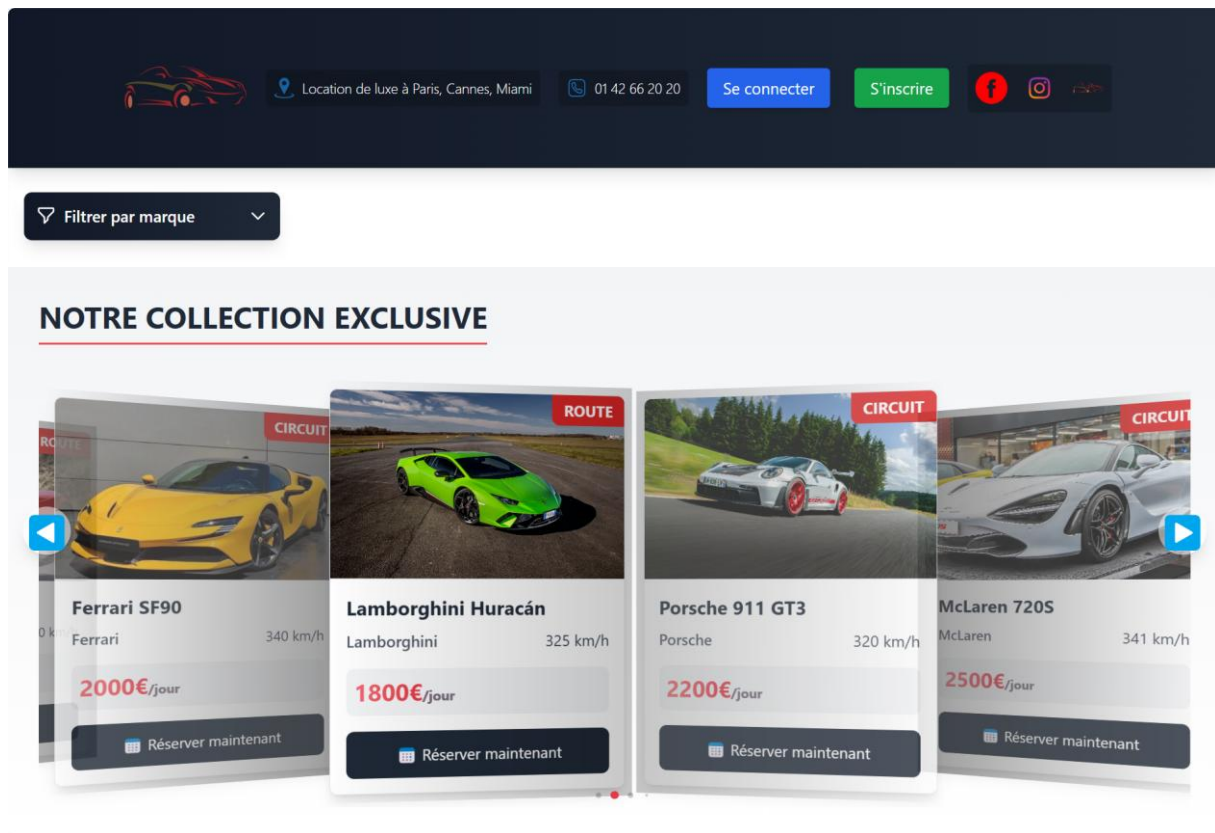 Location de luxe à Paris, Cannes, Miami
01 42 66 20 20
Se connecter
S'inscrire
Filtrer par marque
NOTRE COLLECTION EXCLUSIVE
ROUTE
CIRCUIT
ROUTE
CIRCUIT
CIRCUIT
Ferrari SF90
Ferrari
340 km/h
2000€/jour
Réserver maintenant
Lamborghini Huracán
Lamborghini
325 km/h
1800€/jour
Réserver maintenant
Porsche 911 GT3
Porsche
320 km/h
2200€/jour
Réserver maintenant
McLaren 720S
McLaren
341 km/h
2500€/jour
Réserver maintenant